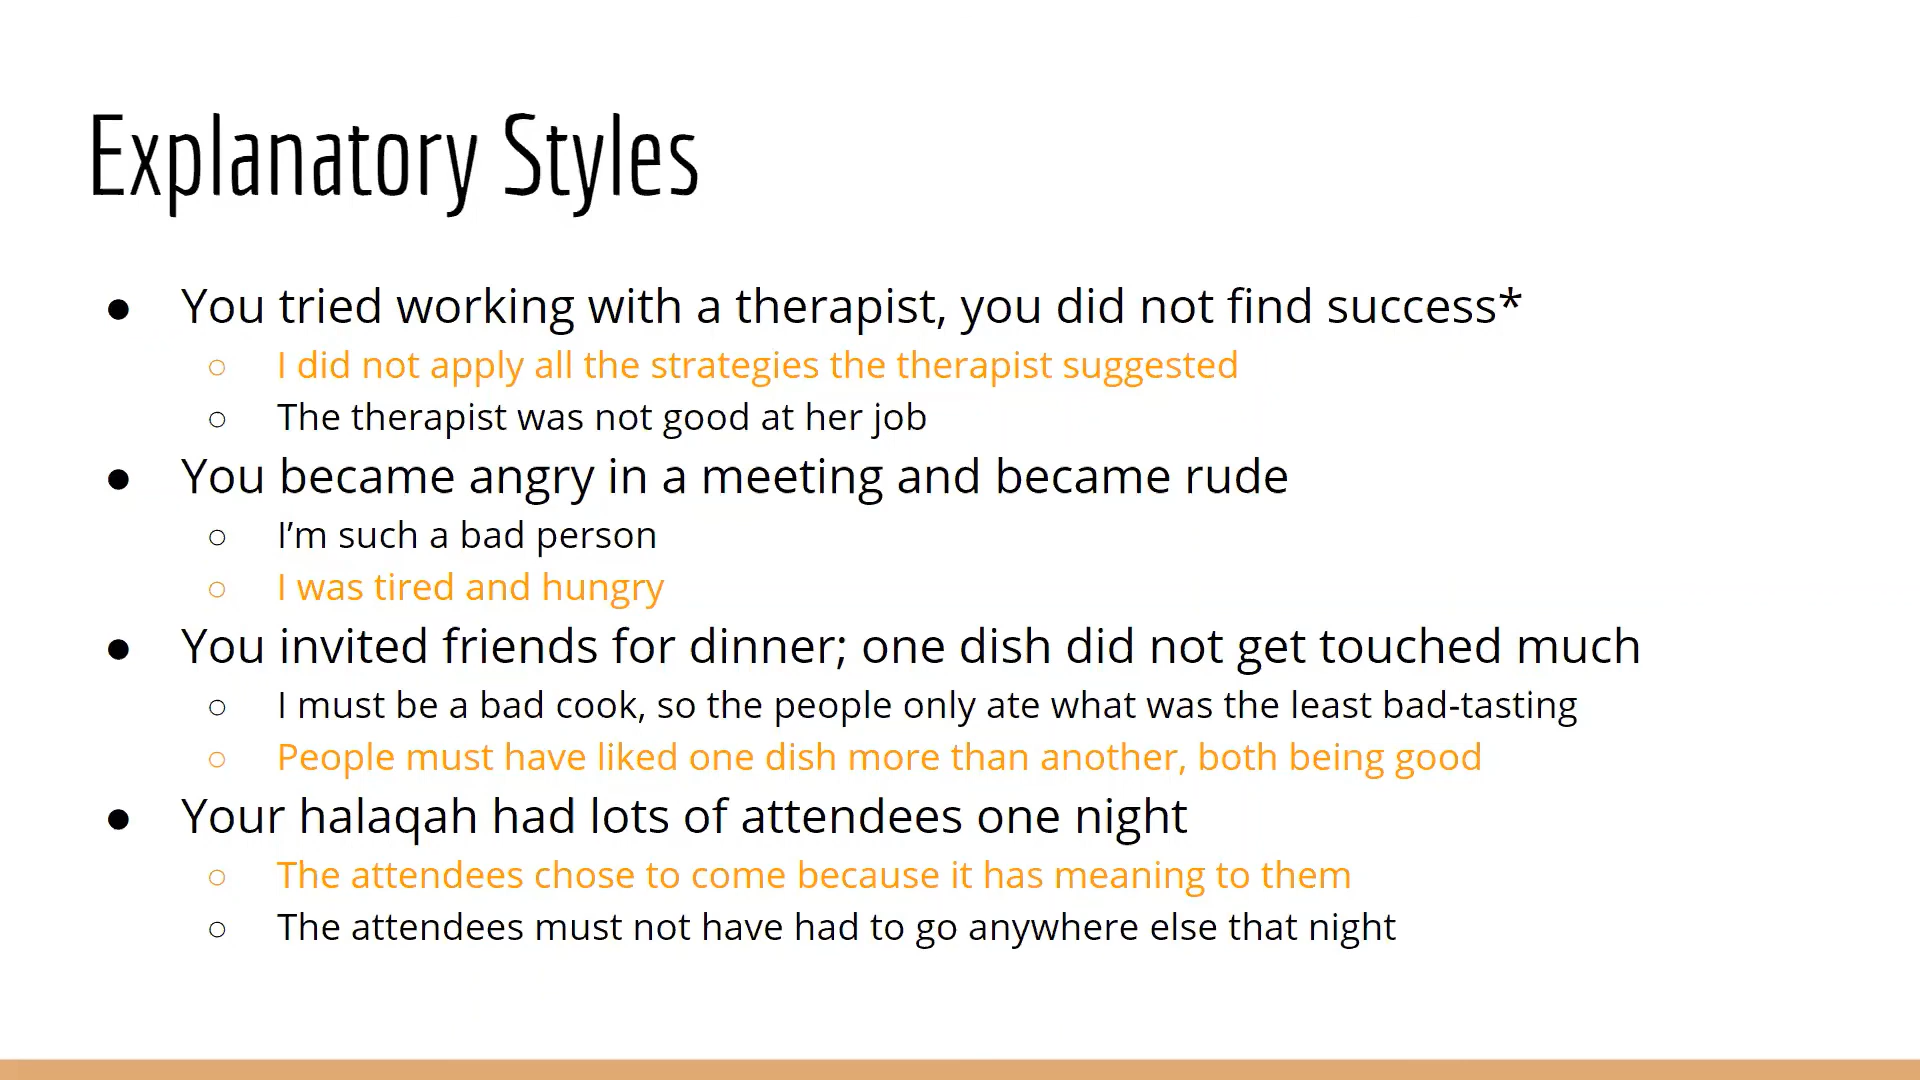 Explanatory Styles
● You tried working with a therapist, you did not find success*
○ I did not apply all the strategies the therapist suggested
○ The therapist was not good at her job
● You became angry in a meeting and became rude
○ I’m such a bad person
○ I was tired and hungry
● You invited friends for dinner; one dish did not get touched much
○ I must be a bad cook, so the people only ate what was the least bad-tasting
○ People must have liked one dish more than another, both being good
● Your halaqah had lots of attendees one night
○ The attendees chose to come because it has meaning to them
○ The attendees must not have had to go anywhere else that night